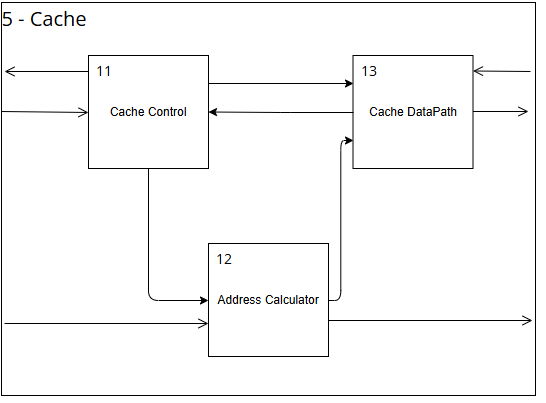 5 - Cache
11
Cache Control
13
Cache DataPath
12
Address Calculator